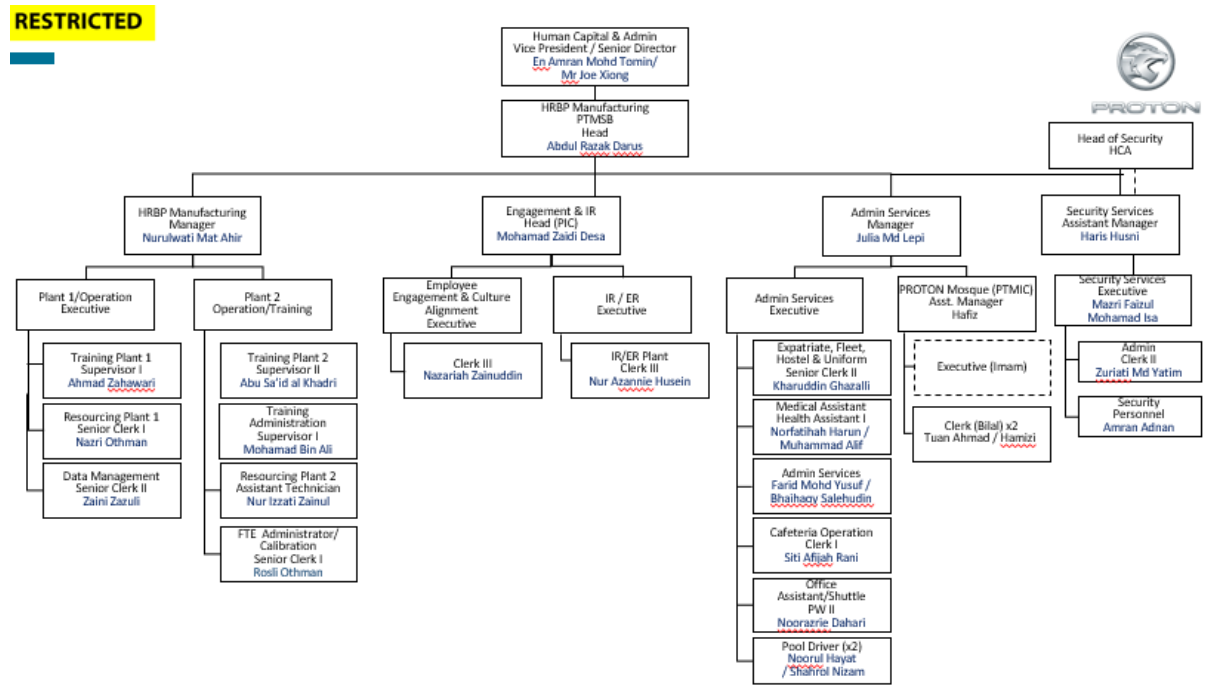 RESTRICTED
Human Capital & Admin
Vice President / Senior Director
En Amran Mohd Tomin/
Mr Joe Xiong
PROTON
HRBP Manufacturing
PTMSB
Head
Abdul Razak Darus
Head of Security
HCA
HRBP Manufacturing
Manager
Nurulwati Mat Ahir
Engagement & IR
Head (PIC)
Mohamad Zaidi Desa
Admin Services
Manager
Julia Md Lepi
Security Services
Assistant Manager
Haris Husni
Plant 1/Operation
Executive
Plant 2
Operation/Training
Employee
Engagement & Culture
Alignment
Executive
IR / ER
Executive
Admin Services
Executive
PROTON Mosque (PTMIC)
Asst. Manager
Hafiz
Security Services
Executive
Mazri Faizul
Mohamad Isa
Training Plant 1
Supervisor I
Ahmad Zahawari
Resourcing Plant 1
Senior Clerk I
Nazri Othman
Data Management
Senior Clerk II
Zaini Zazuli
Training Plant 2
Supervisor II
Abu Sa'id al Khadri
Training
Administration
Supervisor I
Mohamad Bin Ali
Resourcing Plant 2
Assistant Technician
Nur Izzati Zainul
FTE Administrator/
Calibration
Senior Clerk I
Rosli Othman
Clerk III
Nazariah Zainuddin
IR/ER Plant
Clerk III
Nur Azannie Husein
Expatriate, Fleet,
Hostel & Uniform
Senior Clerk II
Kharuddin Ghazalli
Medical Assistant
Health Assistant I
Norfatihah Harun /
Muhammad Alif
Admin Services
Farid Mohd Yusuf /
Bhaihaqy Salehudin
Cafeteria Operation
Clerk I
Siti Afijah Rani
Office
Assistant/Shuttle
PW II
Noorazrie Dahari
Pool Driver (x2)
Noorul Hayat
/ Shahrol Nizam
Executive (Imam)
Clerk (Bilal) x2
Tuan Ahmad / Hamizi
Admin
Clerk II
Zuriati Md Yatim
Security
Personnel
Amran Adnan